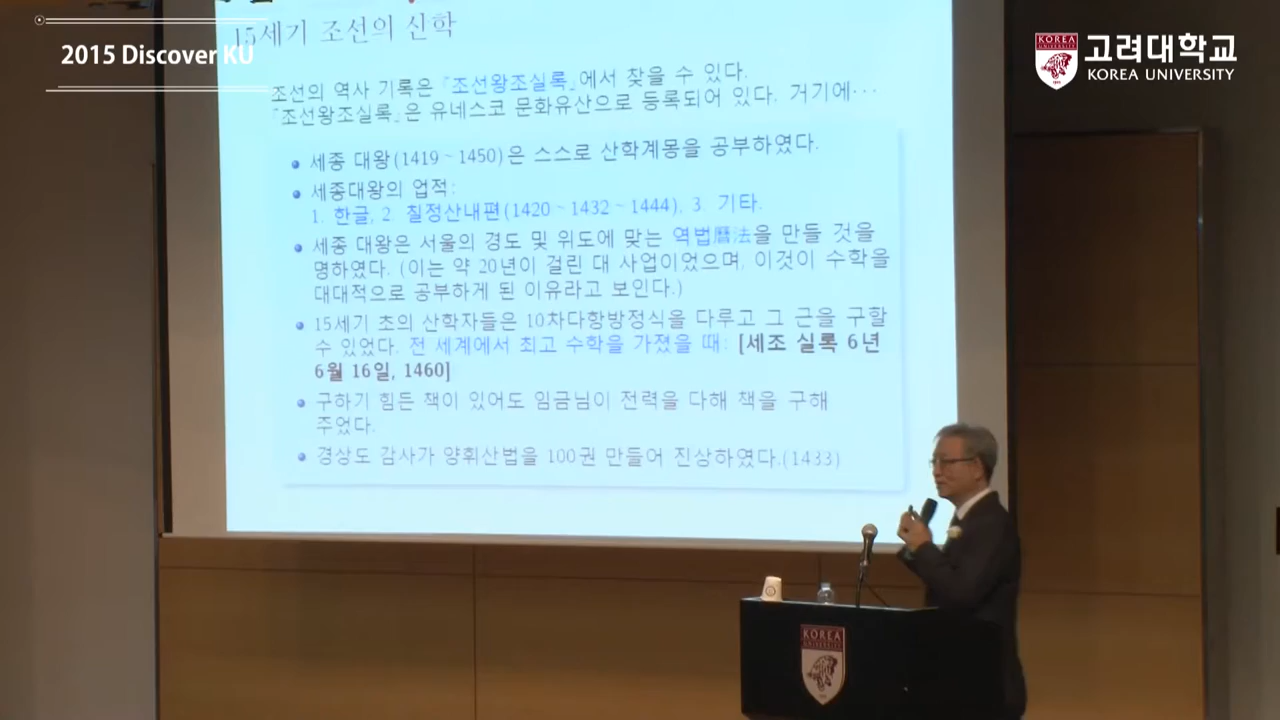 15세기 조선의 산학
2015 Discover KU
고려대학교
KOREA UNIVERSITY
KOREA
조선의 역사 기록은 『조선왕조실록』에서 찾을 수 있다.
『조선왕조실록』은 유네스코 문화유산으로 등록되어 있다. 거기에···
세종 대왕(1419~1450)은 스스로 산학계몽을 공부하였다.
세종대왕의 업적:
1. 한글, 2. 칠정산내편(1420~1432~1444), 3. 기타.
세종 대왕은 서울의 경도 및 위도에 맞는 역법曆法을 만들 것을
명하였다. (이는 약 20년이 걸린 대 사업이었으며, 이것이 수학을
대대적으로 공부하게 된 이유라고 보인다.)
15세기 초의 산학자들은 10차다항방정식을 다루고 그 근을 구할
수 있었다. 전 세계에서 최고 수학을 가졌을 때: [세조 실록 6년
6월 16일, 1460]
구하기 힘든 책이 있어도 임금님이 전력을 다해 책을 구해
주었다.
경상도 감사가 양휘산법을 100권 만들어 진상하였다.(1433)
KOREA
UNIVERSITY